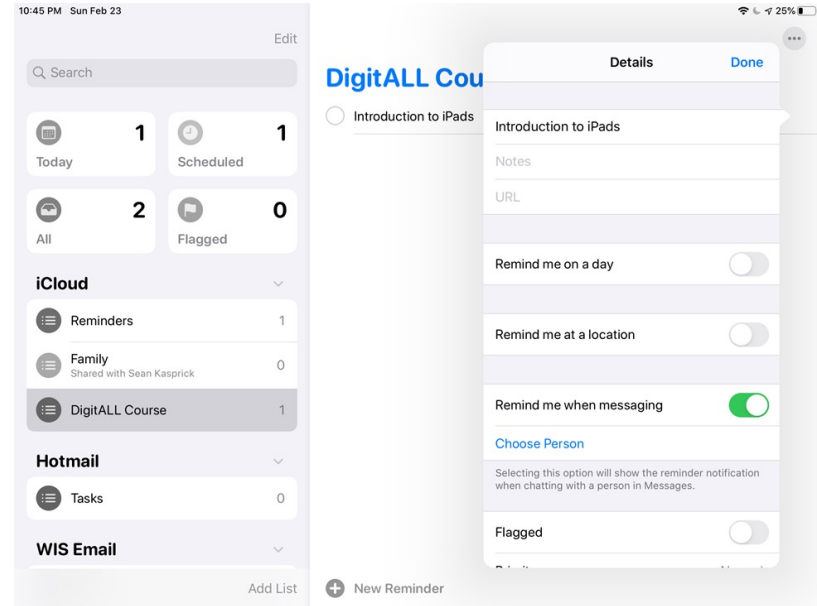 10:45 PM Sun Feb 23
25%
Edit
Search
1
Today
1
Scheduled
2
All
0
Flagged
iCloud
Reminders 1
Family 0
Shared with Sean Kasprick
DigitALL Course 1
Hotmail
Tasks 0
WIS Email
Add List
DigitALL Cou
Introduction to iPads
New Reminder
Details Done
Introduction to iPads
Notes
URL
Remind me on a day
Remind me at a location
Remind me when messaging
Choose Person
Selecting this option will show the reminder notification
when chatting with a person in Messages.
Flagged